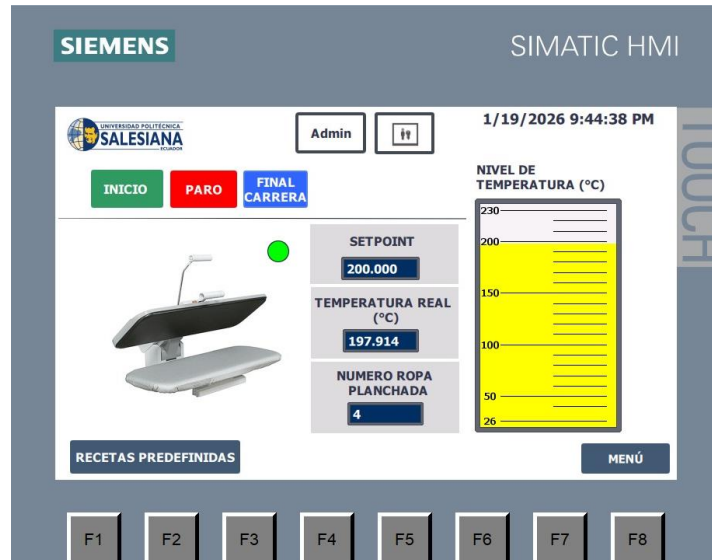 SIEMENS
SIMATIC HMI
TOUCH
UNIVERSIDAD POLITÉCNICA
SALESIANA
ECUADOR
Admin
1/19/2026 9:44:38 PM
INICIO
PARO
FINAL
CARRERA
NIVEL DE
TEMPERATURA (°C)
230
200
150
100
50
26
SETPOINT
200.000
TEMPERATURA REAL
(°C)
197.914
NUMERO ROPA
PLANCHADA
4
RECETAS PREDEFINIDAS
MENÚ
F1
F2
F3
F4
F5
F6
F7
F8